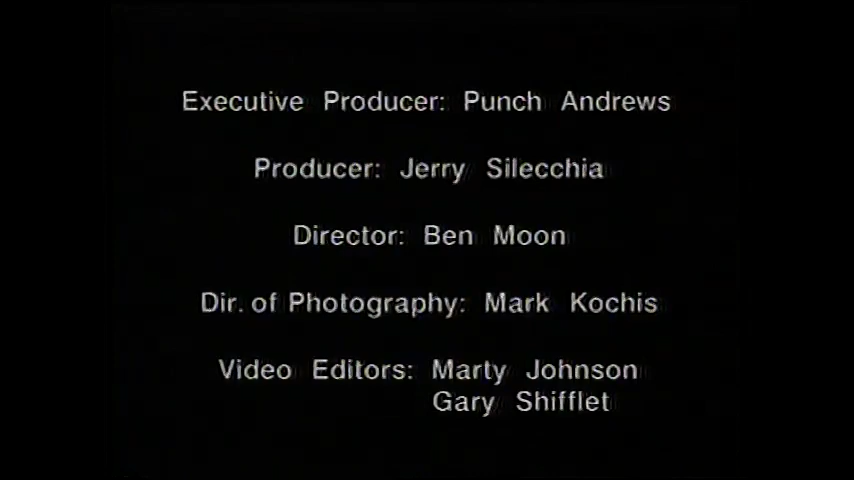 Executive Producer: Punch Andrews
Producer: Jerry Silecchia
Director: Ben Moon
Dir. of Photography: Mark Kochis
Video Editors: Marty Johnson
Gary Shifflet